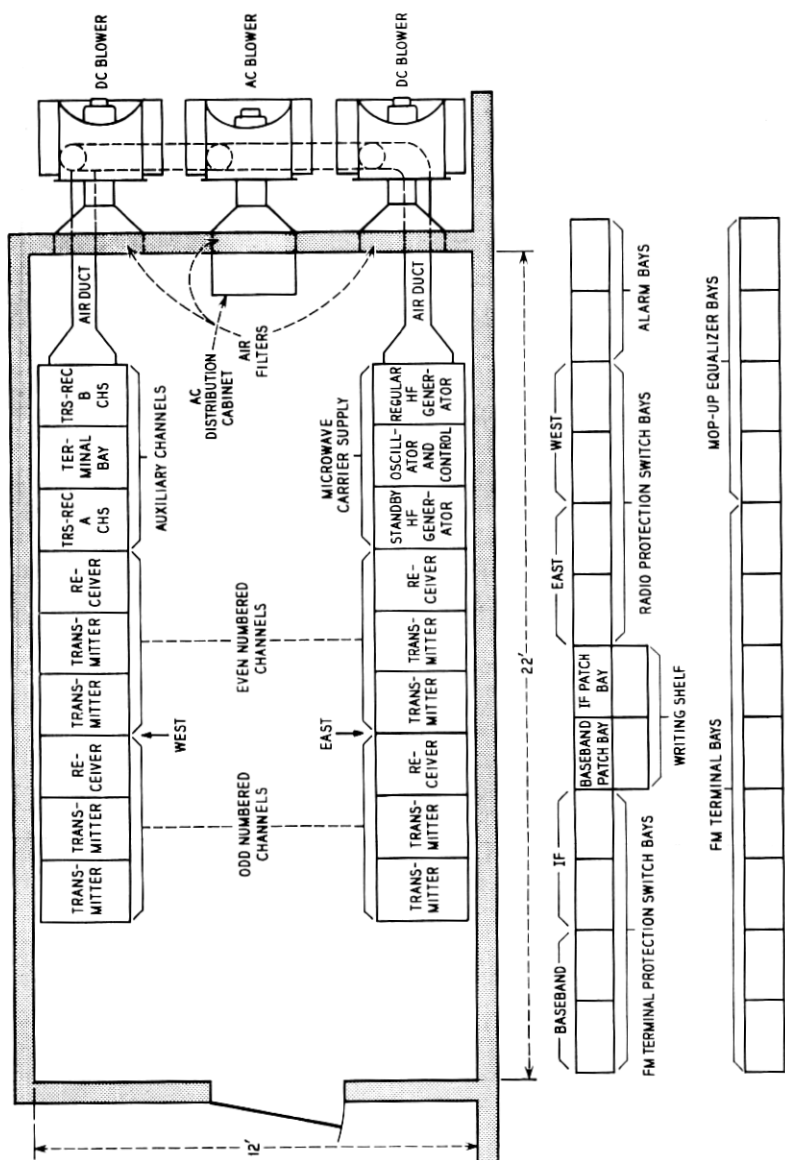 DC BLOWER
AC BLOWER
DC BLOWER
AIR DUCT
AIR DUCT
AIR
FILTERS
AC
DISTRIBUTION
CABINET
TRANS-
MITTER
TRANS-
MITTER
RE-
CEIVER
TRANS-
MITTER
TRANS-
MITTER
RE-
CEIVER
TRS-REC
A
CHS
TER-
MINAL
BAY
TRS-REC
B
CHS
WEST
AUXILIARY CHANNELS
ODD NUMBERED
CHANNELS
EVEN NUMBERED
CHANNELS
MICROWAVE
CARRIER SUPPLY
EAST
TRANS-
MITTER
TRANS-
MITTER
RE-
CEIVER
TRANS-
MITTER
TRANS-
MITTER
RE-
CEIVER
STANDBY
HF
GENER-
ATOR
OSCILL-
ATOR
AND
CONTROL
REGULAR
HF
GENER-
ATOR
12'
22'
BASEBAND
IF
EAST
WEST
BASEBAND
PATCH BAY
IF PATCH
BAY
FM TERMINAL PROTECTION SWITCH BAYS
WRITING SHELF
RADIO PROTECTION SWITCH BAYS
ALARM BAYS
FM TERMINAL BAYS
MOP-UP EQUALIZER BAYS